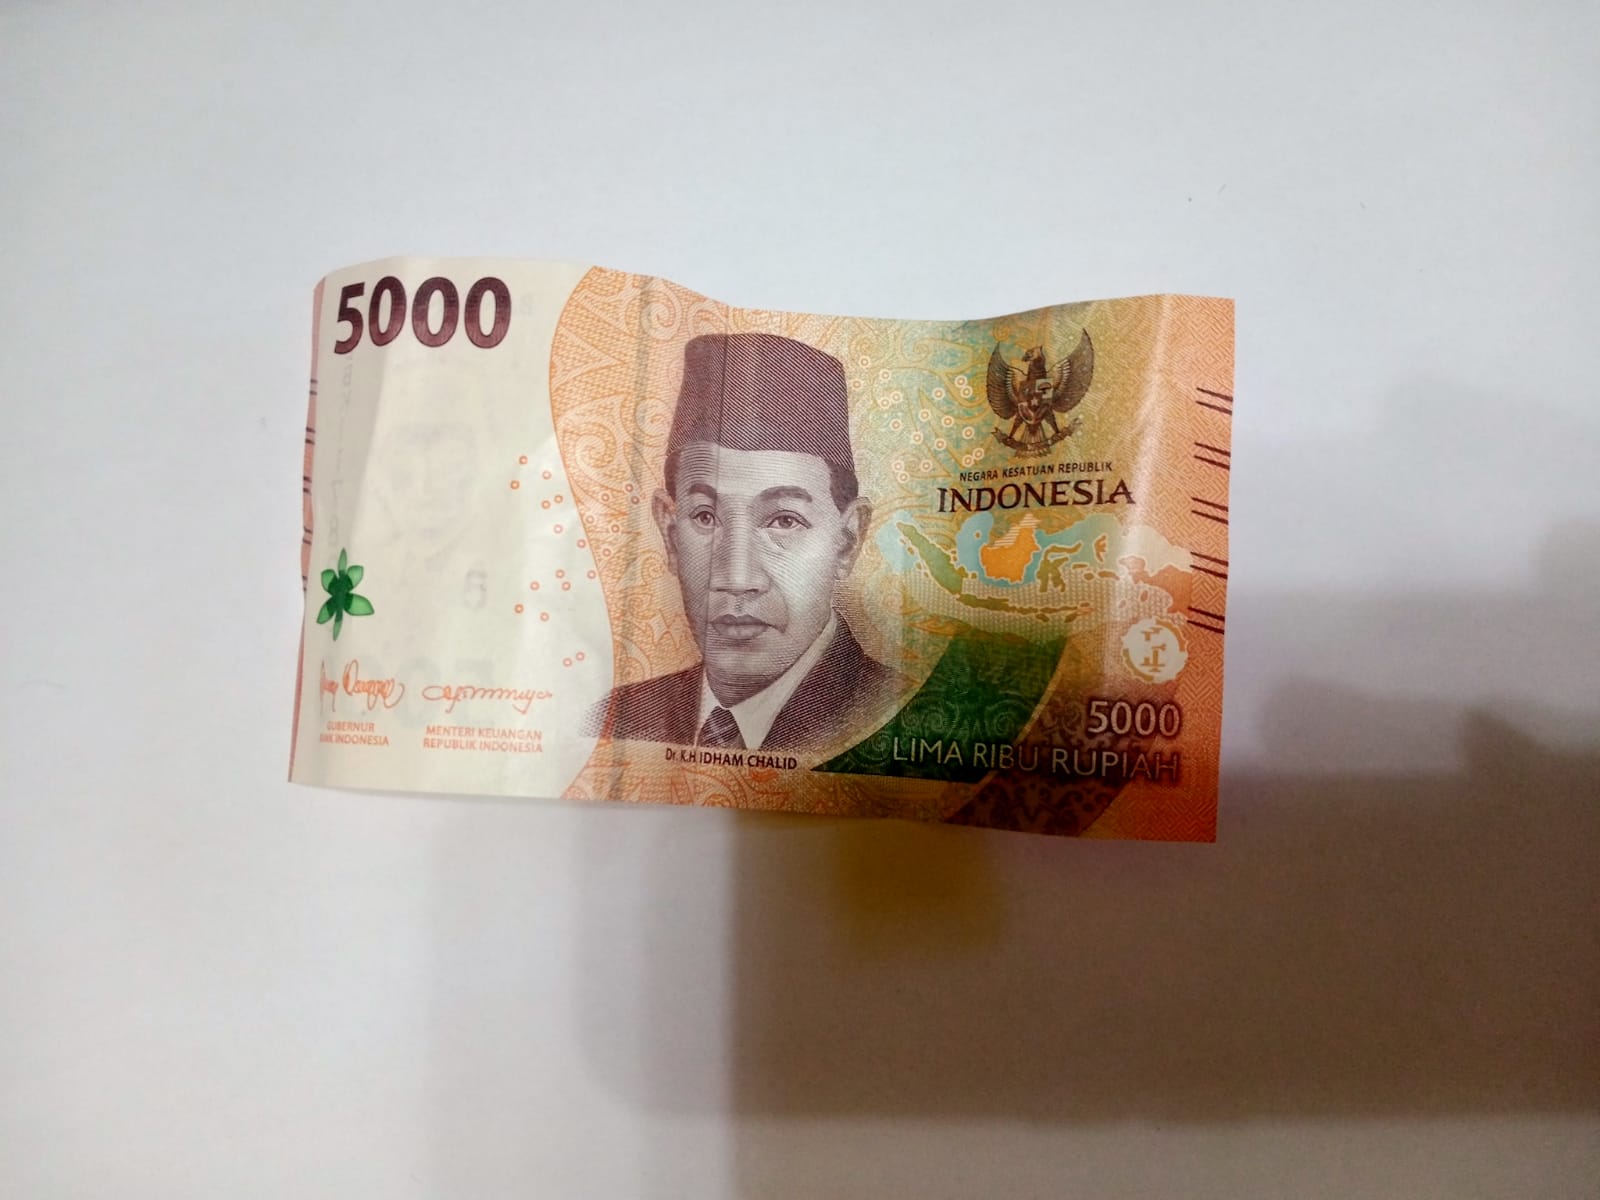 5000
NEGARA KESATUAN REPUBLIK
INDONESIA
GUBERNUR
BANK INDONESIA
MENTERI KEUANGAN
REPUBLIK INDONESIA
Dr. K.H. IDHAM CHALID
5000
LIMA RIBU RUPIAH